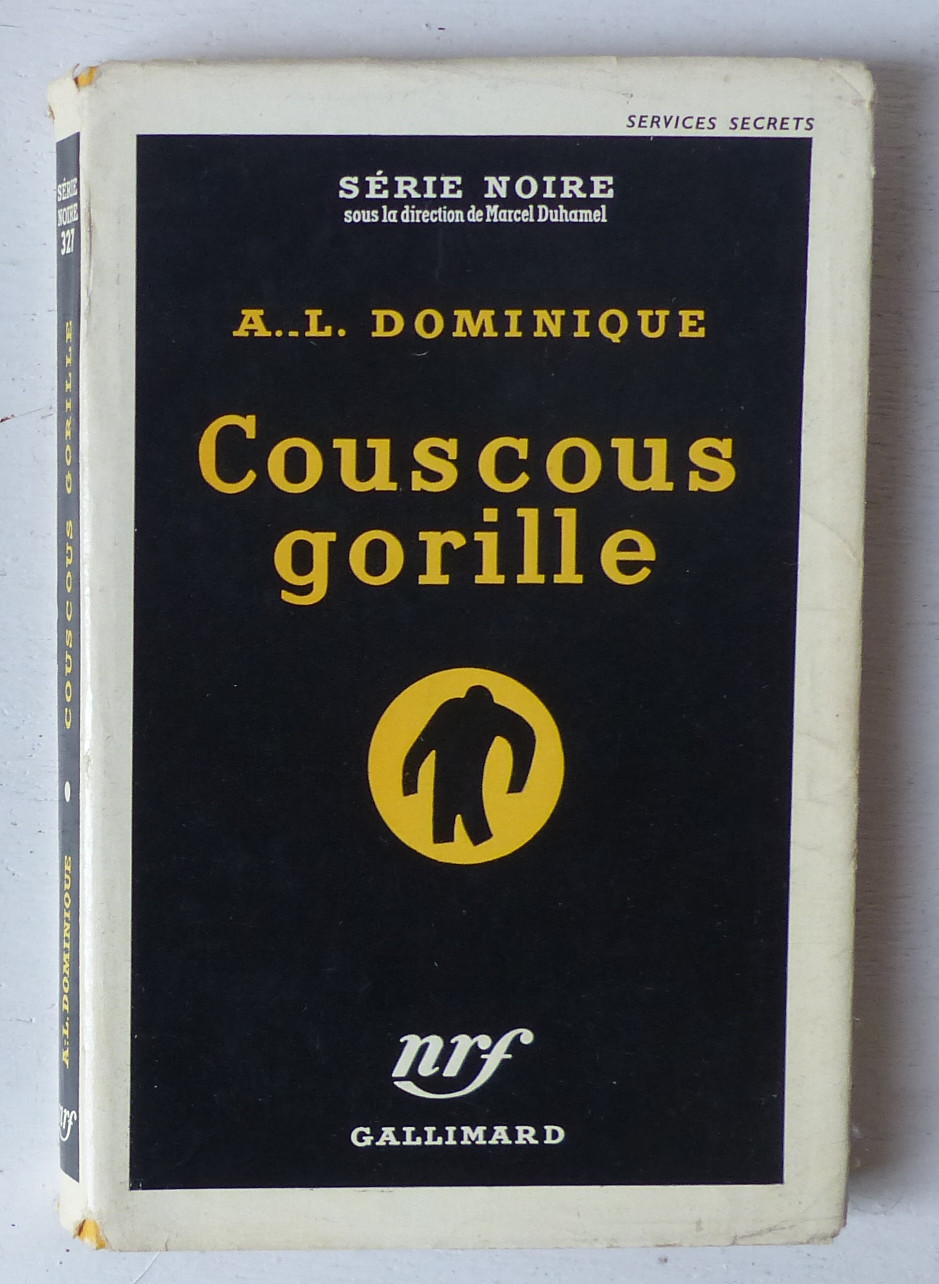 SERVICES SECRETS
SÉRIE NOIRE
sous la direction de Marcel Duhamel
A.-L. DOMINIQUE
Couscous
gorille
nrf
GALLIMARD
SÉRIE
NOIRE
327
A.-L. DOMINIQUE • COUSCOUS GORILLE
nrf